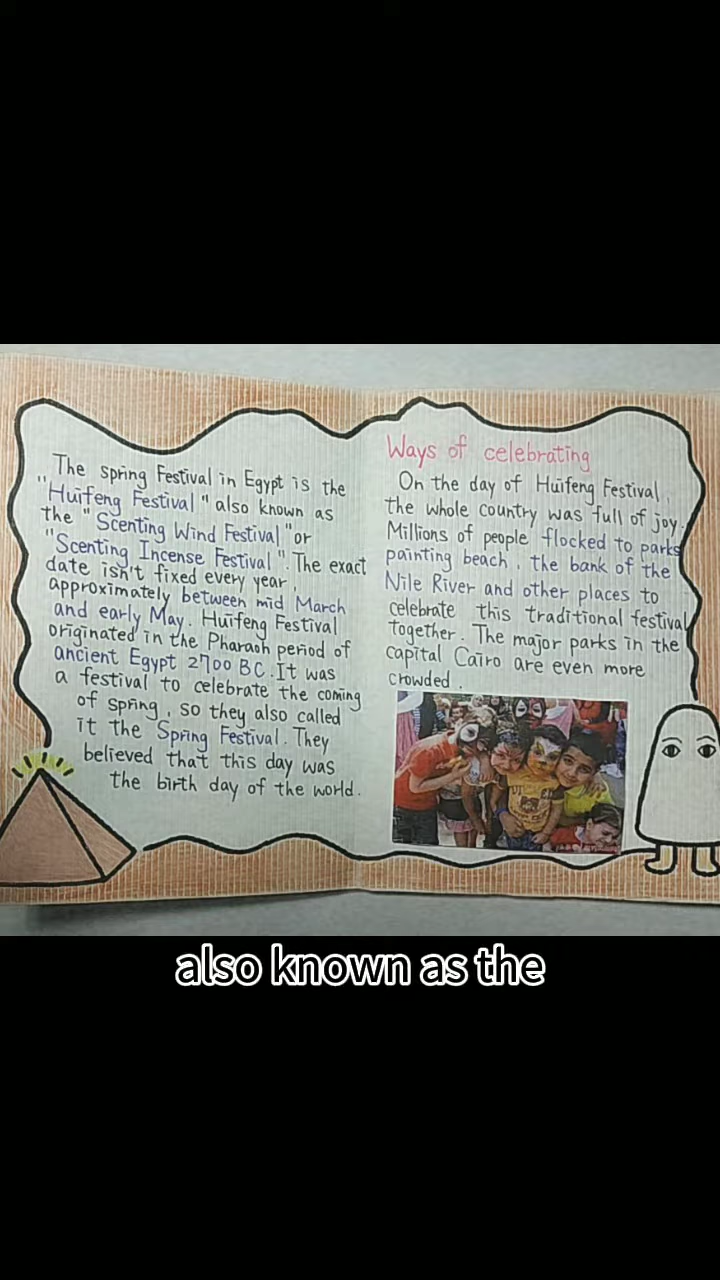 The spring Festival in Egypt is the
"Huifeng Festival" also known as
the "Scenting Wind Festival" or
"Scenting Incense Festival". The exact
date isn't fixed every year,
approximately between mid March
and early May. Huifeng Festival
originated in the Pharaoh period of
ancient Egypt 2700 BC. It was
a festival to celebrate the coming
of spring, so they also called
it the Spring Festival. They
believed that this day was
the birth day of the world.
Ways of celebrating
On the day of Huifeng Festival,
the whole country was full of joy.
Millions of people flocked to parks
painting beach, the bank of the
Nile River and other places to
celebrate this traditional festival
together. The major parks in the
capital Cairo are even more
crowded.
also known as the